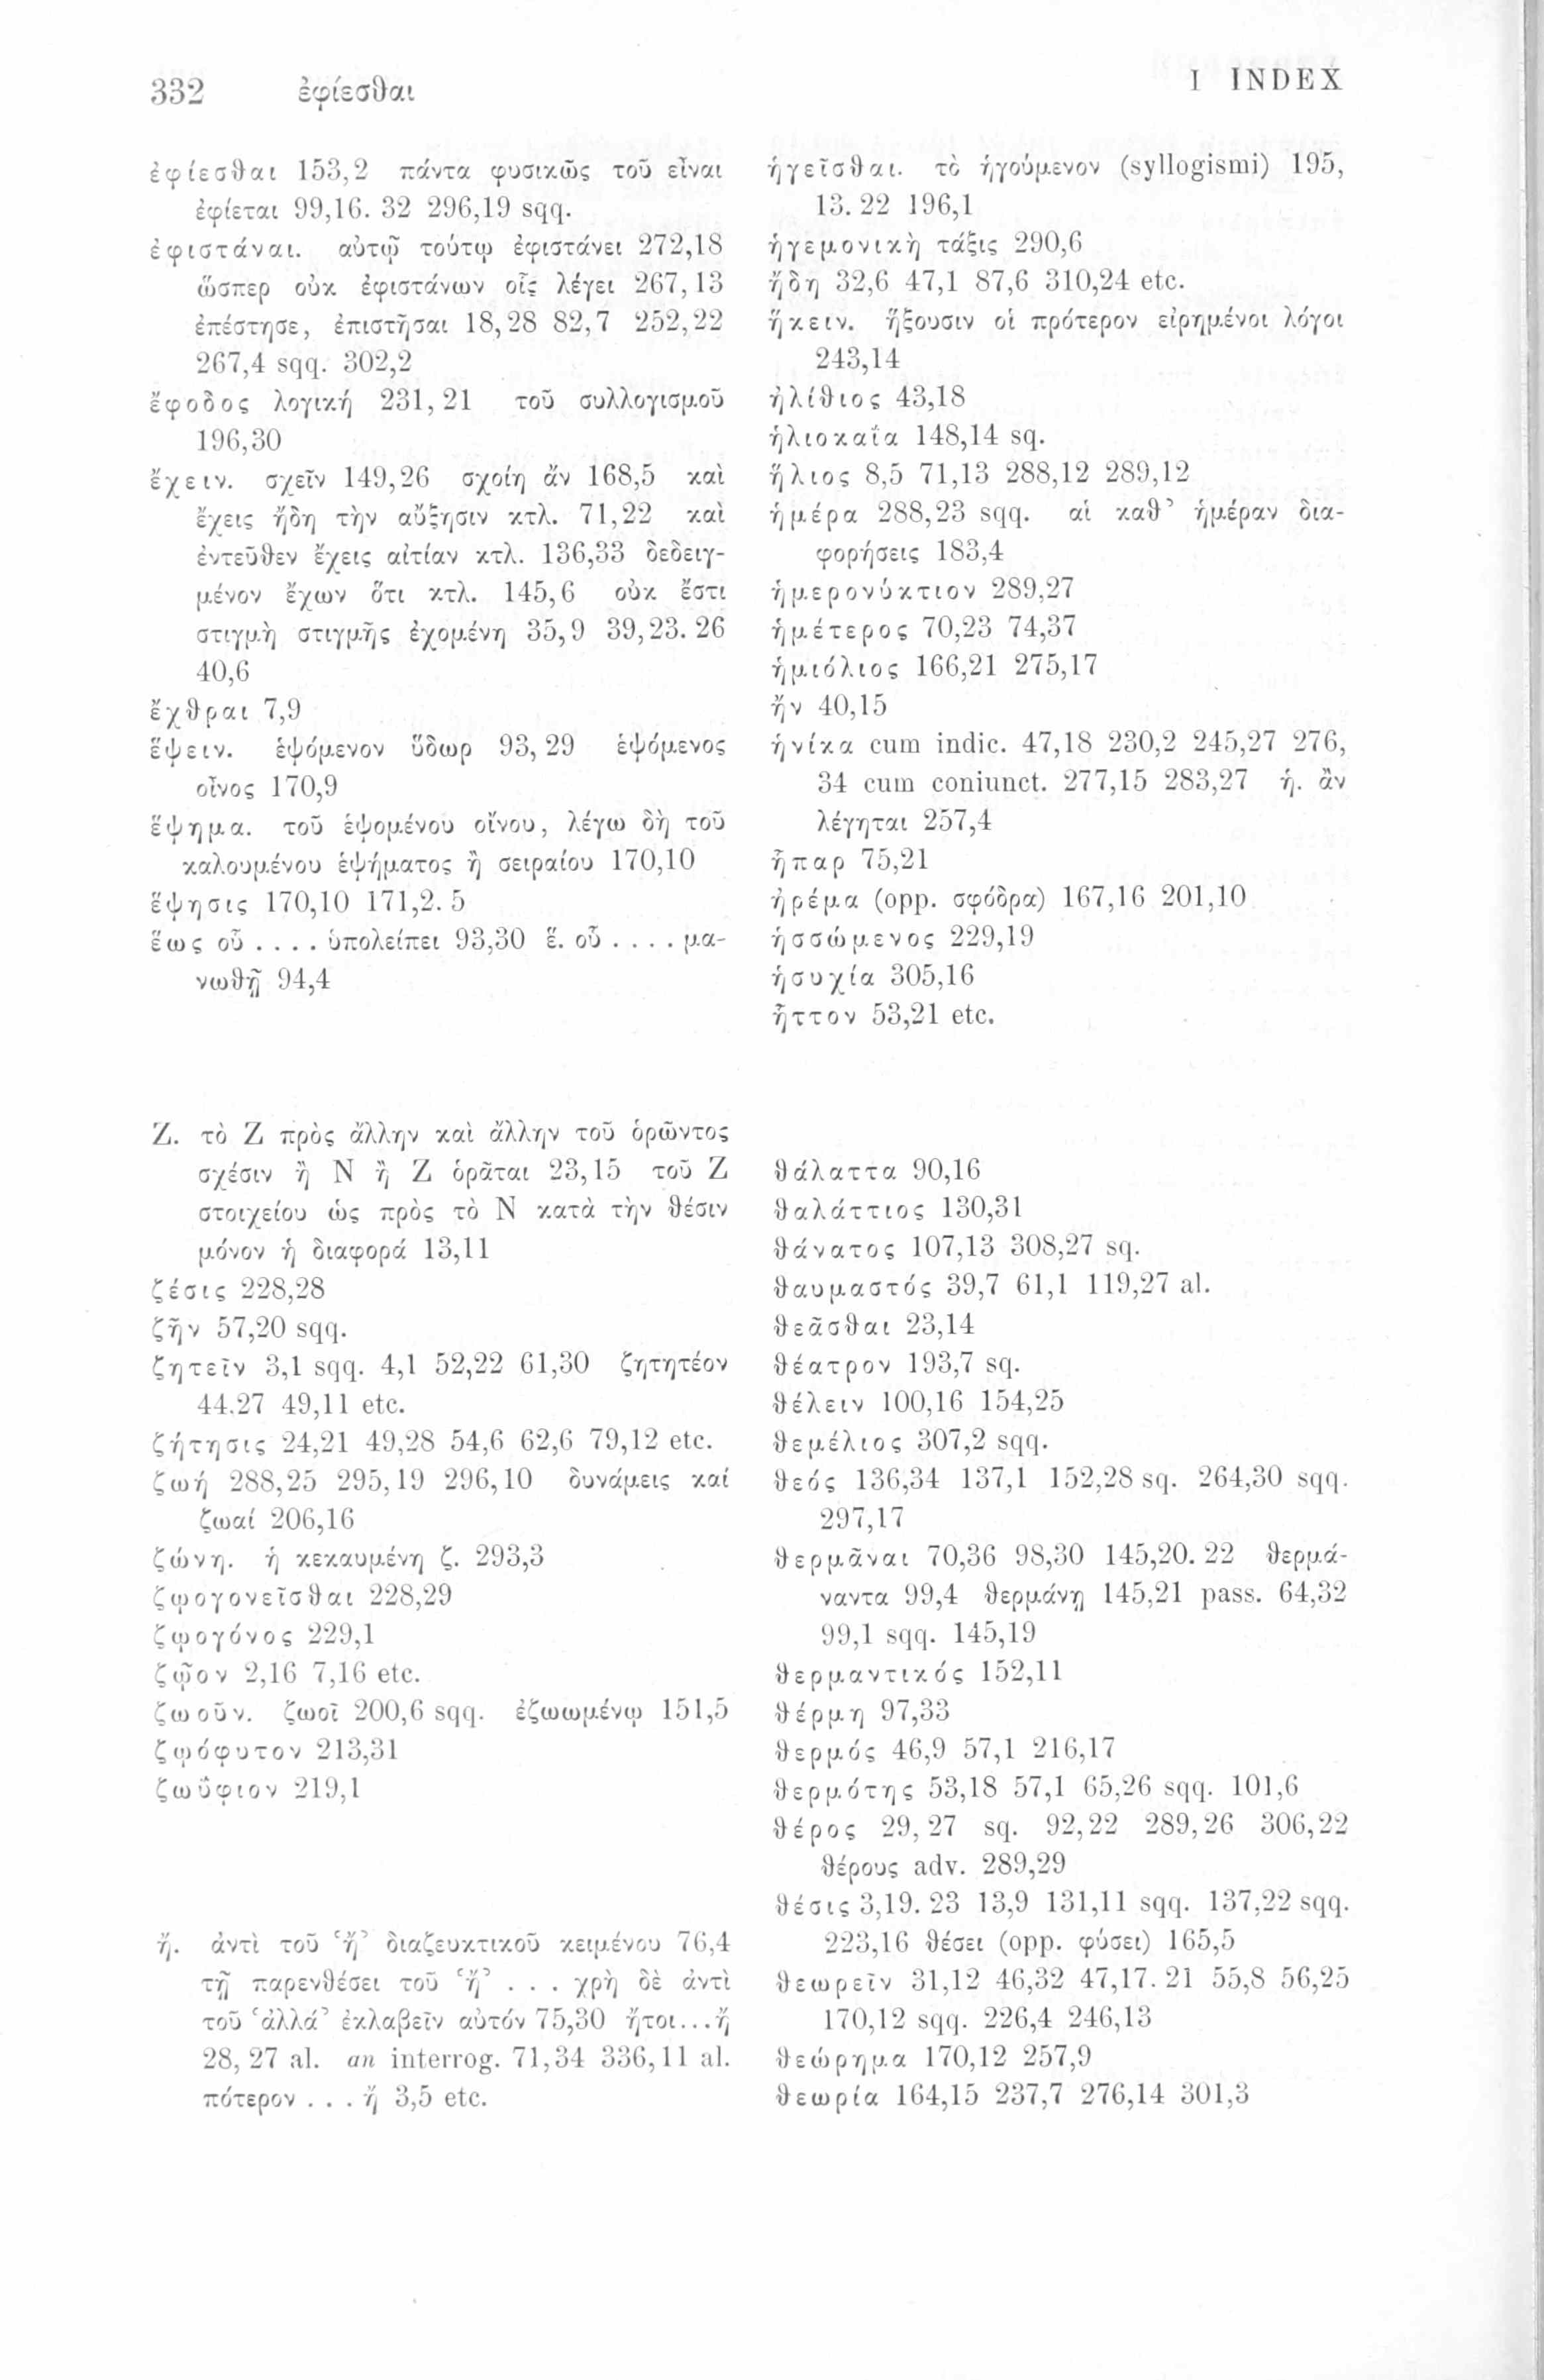 332 ἐφίεσθαι
I INDEX
ἐφίεσθαι 153,2 πάντα φυσικῶς τοῦ εἶναι
ἐφίεται 99,16. 32 296,19 sqq.
ἐφιστάναι. αὐτῷ τούτῳ ἐφιστάνει 272,18
ὥσπερ οὐκ ἐφιστάνων οἷς λέγει 267,13
ἐπέστησε, ἐπιστῆσαι 18,28 82,7 252,22
267,4 sqq. 302,2
ἔφοδος λογική 231,21 τοῦ συλλογισμοῦ
196,30
ἔχειν. σχεῖν 149,26 σχοίη ἄν 168,5 καὶ
ἔχεις ἤδη τὴν αὔξησιν κτλ. 71,22 καὶ
ἐντεῦθεν ἔχεις αἰτίαν κτλ. 136,33 δεδειγ-
μένον ἔχων ὅτι κτλ. 145,6 οὐκ ἔστι
στιγμὴ στιγμῆς ἐχομένη 35,9 39,23. 26
40,6
ἔχθραι 7,9
ἕψειν. ἑψόμενον ὕδωρ 93,29 ἑψόμενος
οἶνος 170,9
ἕψημα. τοῦ ἑψομένου οἴνου, λέγω δὴ τοῦ
καλουμένου ἑψήματος ἢ σειραίου 170,10
ἕψησις 170,10 171,2. 5
ἕως οὗ .... ὑπολείπει 93,30 ἕ. οὗ .... μα-
νωθῇ 94,4
Ζ. τὸ Ζ πρὸς ἄλλην καὶ ἄλλην τοῦ ὁρῶντος
σχέσιν ἢ Ν ἢ Ζ ὁρᾶται 23,15 τοῦ Ζ
στοιχείου ὡς πρὸς τὸ Ν κατὰ τὴν θέσιν
μόνον ἡ διαφορά 13,11
ζέσις 228,28
ζῆν 57,20 sqq.
ζητεῖν 3,1 sqq. 4,1 52,22 61,30 ζητητέον
44.27 49,11 etc.
ζήτησις 24,21 49,28 54,6 62,6 79,12 etc.
ζωή 288,25 295,19 296,10 δυνάμεις καί
ζωαί 206,16
ζώνη. ἡ κεκαυμένη ζ. 293,3
ζῳογονεῖσθαι 228,29
ζῳογόνος 229,1
ζῷον 2,16 7,16 etc.
ζωοῦν. ζωοῖ 200,6 sqq. ἐζωωμένῳ 151,5
ζῳόφυτον 213,31
ζωΰφιον 219,1
ἤ. ἀντὶ τοῦ ‘ἤ’ διαζευκτικοῦ κειμένου 76,4
τῇ παρενθέσει τοῦ ‘ἤ’ ... χρὴ δὲ ἀντὶ
τοῦ ‘ἀλλά’ ἐκλαβεῖν αὐτόν 75,30 ἤτοι...ἤ
28,27 al. an interrog. 71,34 336,11 al.
πότερον ... ἤ 3,5 etc.
ἡγεῖσθαι. τὸ ἡγούμενον (syllogismi) 195,
13. 22 196,1
ἡγεμονικὴ τάξις 290,6
ἤδη 32,6 47,1 87,6 310,24 etc.
ἥκειν. ἥξουσιν οἱ πρότερον εἰρημένοι λόγοι
243,14
ἠλίθιος 43,18
ἡλιοκαΐα 148,14 sq.
ἥλιος 8,5 71,13 288,12 289,12
ἡμέρα 288,23 sqq. αἱ καθ’ ἡμέραν δια-
φορήσεις 183,4
ἡμερονύκτιον 289,27
ἡμέτερος 70,23 74,37
ἡμιόλιος 166,21 275,17
ἤν 40,15
ἡνίκα cum indic. 47,18 230,2 245,27 276,
34 cum coniunct. 277,15 283,27 ἡ. ἂν
λέγηται 257,4
ἧπαρ 75,21
ἠρέμα (opp. σφόδρα) 167,16 201,10
ἡσσώμενος 229,19
ἡσυχία 305,16
ἧττον 53,21 etc.
θάλαττα 90,16
θαλάττιος 130,31
θάνατος 107,13 308,27 sq.
θαυμαστός 39,7 61,1 119,27 al.
θεᾶσθαι 23,14
θέατρον 193,7 sq.
θέλειν 100,16 154,25
θεμέλιος 307,2 sqq.
θεός 136,34 137,1 152,28 sq. 264,30 sqq.
297,17
θερμᾶναι 70,36 98,30 145,20. 22 θερμά-
ναντα 99,4 θερμάνῃ 145,21 pass. 64,32
99,1 sqq. 145,19
θερμαντικός 152,11
θέρμη 97,33
θερμός 46,9 57,1 216,17
θερμότης 53,18 57,1 65,26 sqq. 101,6
θέρος 29,27 sq. 92,22 289,26 306,22
θέρους adv. 289,29
θέσις 3,19. 23 13,9 131,11 sqq. 137,22 sqq.
223,16 θέσει (opp. φύσει) 165,5
θεωρεῖν 31,12 46,32 47,17. 21 55,8 56,25
170,12 sqq. 226,4 246,13
θεώρημα 170,12 257,9
θεωρία 164,15 237,7 276,14 301,3